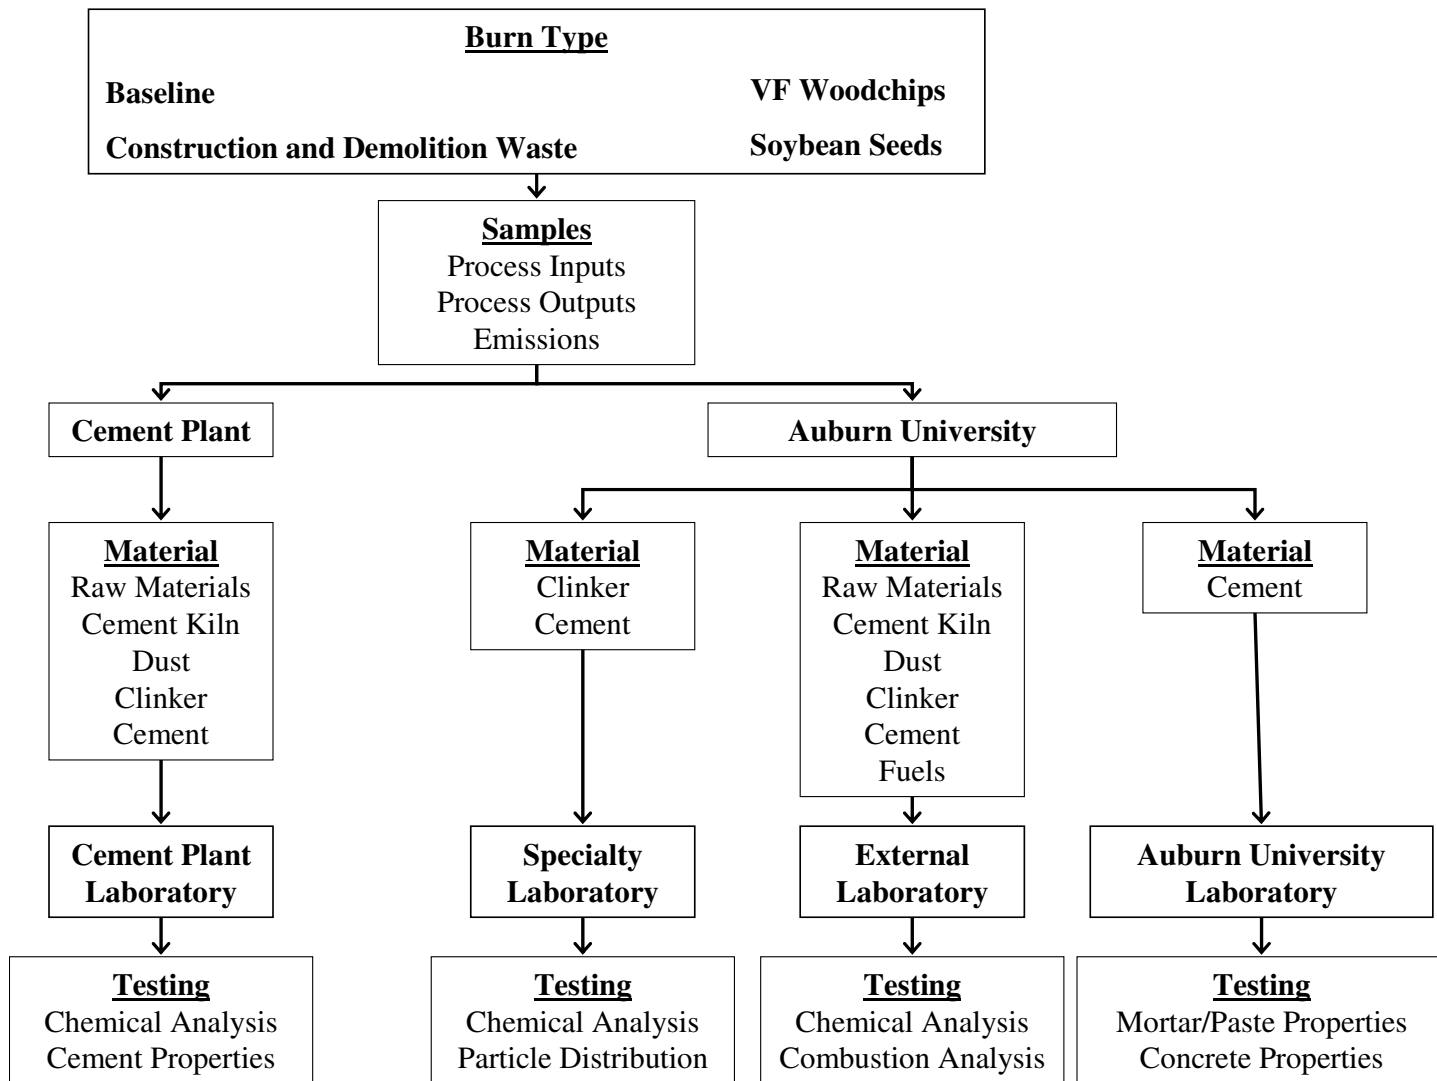 Burn Type
Baseline
VF Woodchips
Construction and Demolition Waste
Soybean Seeds
Samples
Process Inputs
Process Outputs
Emissions
Cement Plant
Auburn University
Material
Raw Materials
Cement Kiln
Dust
Clinker
Cement
Material
Clinker
Cement
Material
Raw Materials
Cement Kiln
Dust
Clinker
Cement
Fuels
Material
Cement
Cement Plant
Laboratory
Specialty
Laboratory
External
Laboratory
Auburn University
Laboratory
Testing
Chemical Analysis
Cement Properties
Testing
Chemical Analysis
Particle Distribution
Testing
Chemical Analysis
Combustion Analysis
Testing
Mortar/Paste Properties
Concrete Properties